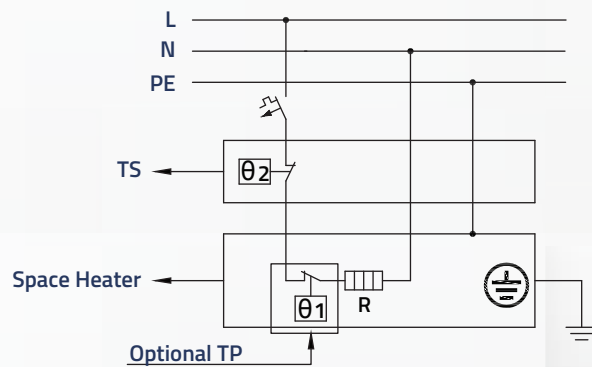 L
N
PE
TS
θ2
Space Heater
θ1
R
Optional TP